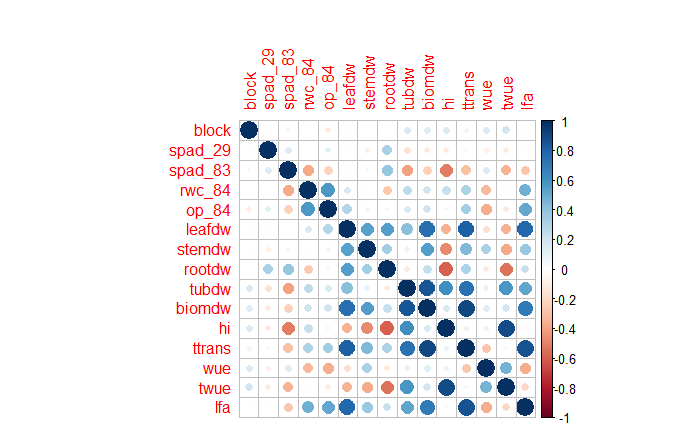 block spad_29 spad_83 rwc_84 op_84 leafdw stemdw rootdw tubdw biomdw hi ttrans wue twue lfa
block
spad_29
spad_83
rwc_84
op_84
leafdw
stemdw
rootdw
tubdw
biomdw
hi
ttrans
wue
twue
lfa
1
0.8
0.6
0.4
0.2
0
-0.2
-0.4
-0.6
-0.8
-1